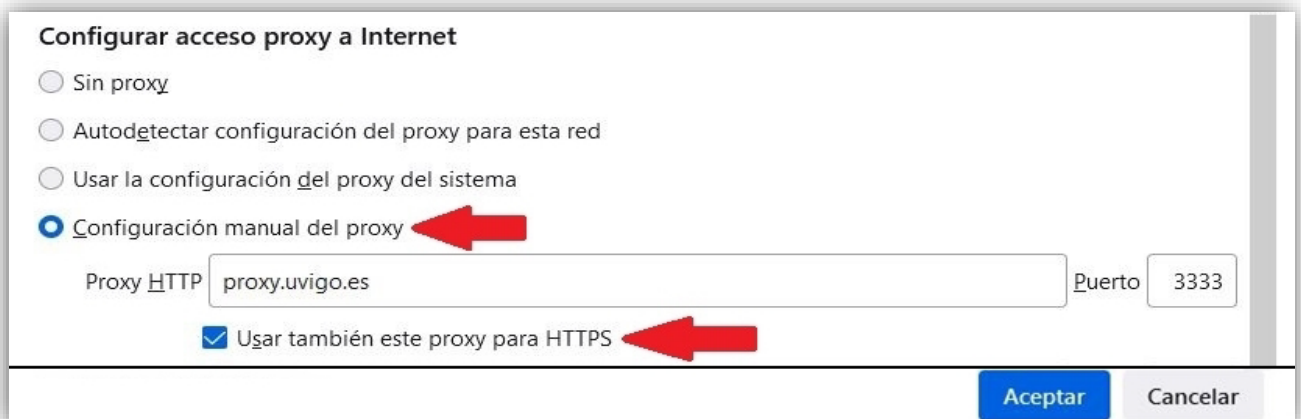 Configurar acceso proxy a Internet
Sin proxy
Autodetectar configuración del proxy para esta red
Usar la configuración del proxy del sistema
Configuración manual del proxy
Proxy HTTP proxy.uvigo.es Puerto 3333
Usar también este proxy para HTTPS
Aceptar Cancelar